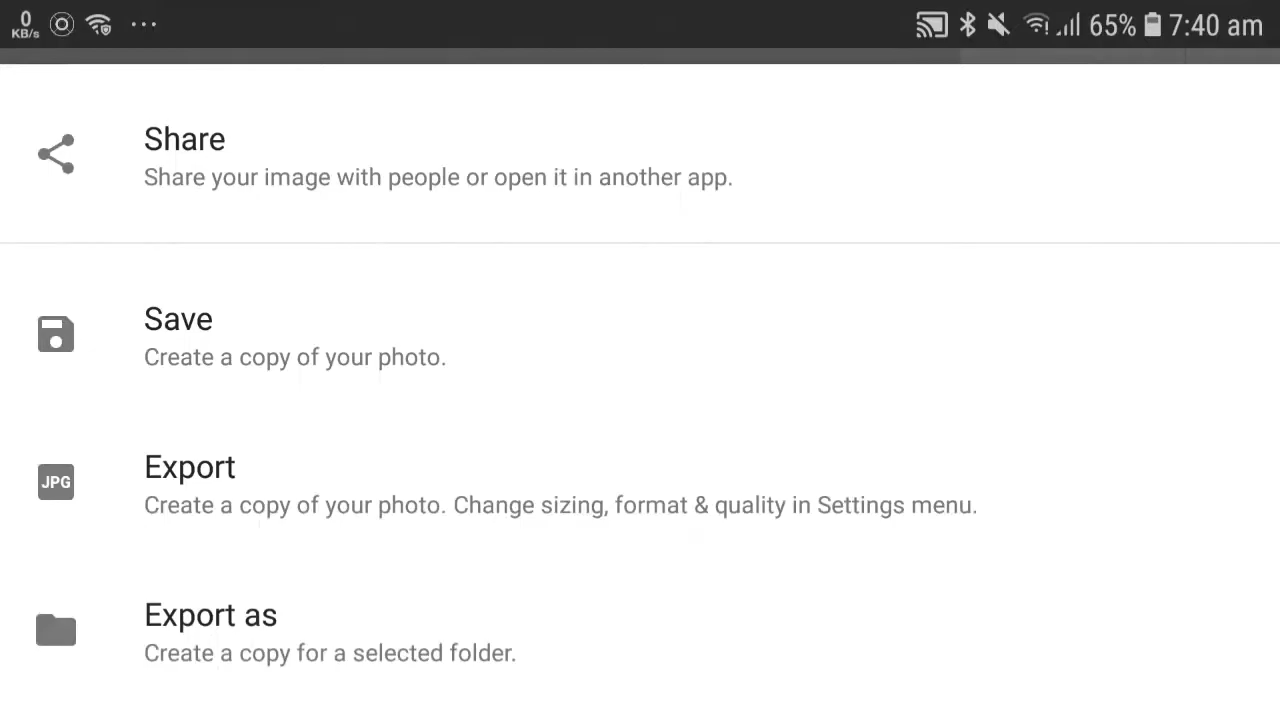 0
KB/s
65% 7:40 am
Share
Share your image with people or open it in another app.
Save
Create a copy of your photo.
JPG
Export
Create a copy of your photo. Change sizing, format & quality in Settings menu.
Export as
Create a copy for a selected folder.